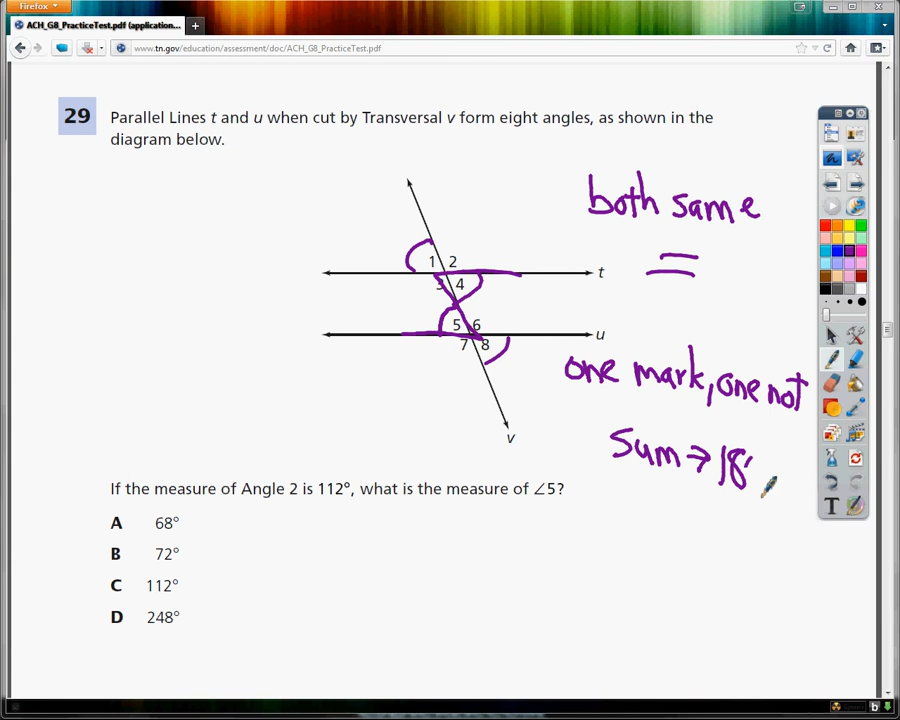 Firefox
ACH_G8_PracticeTest.pdf (application...
www.tn.gov/education/assessment/doc/ACH_G8_PracticeTest.pdf
29 Parallel Lines t and u when cut by Transversal v form eight angles, as shown in the
diagram below.
both same
=
1 2
t
3 4
5 6
u
7 8
one mark, one not
v
sum → 18
If the measure of Angle 2 is 112°, what is the measure of ∠5?
A 68°
B 72°
C 112°
D 248°
T
b